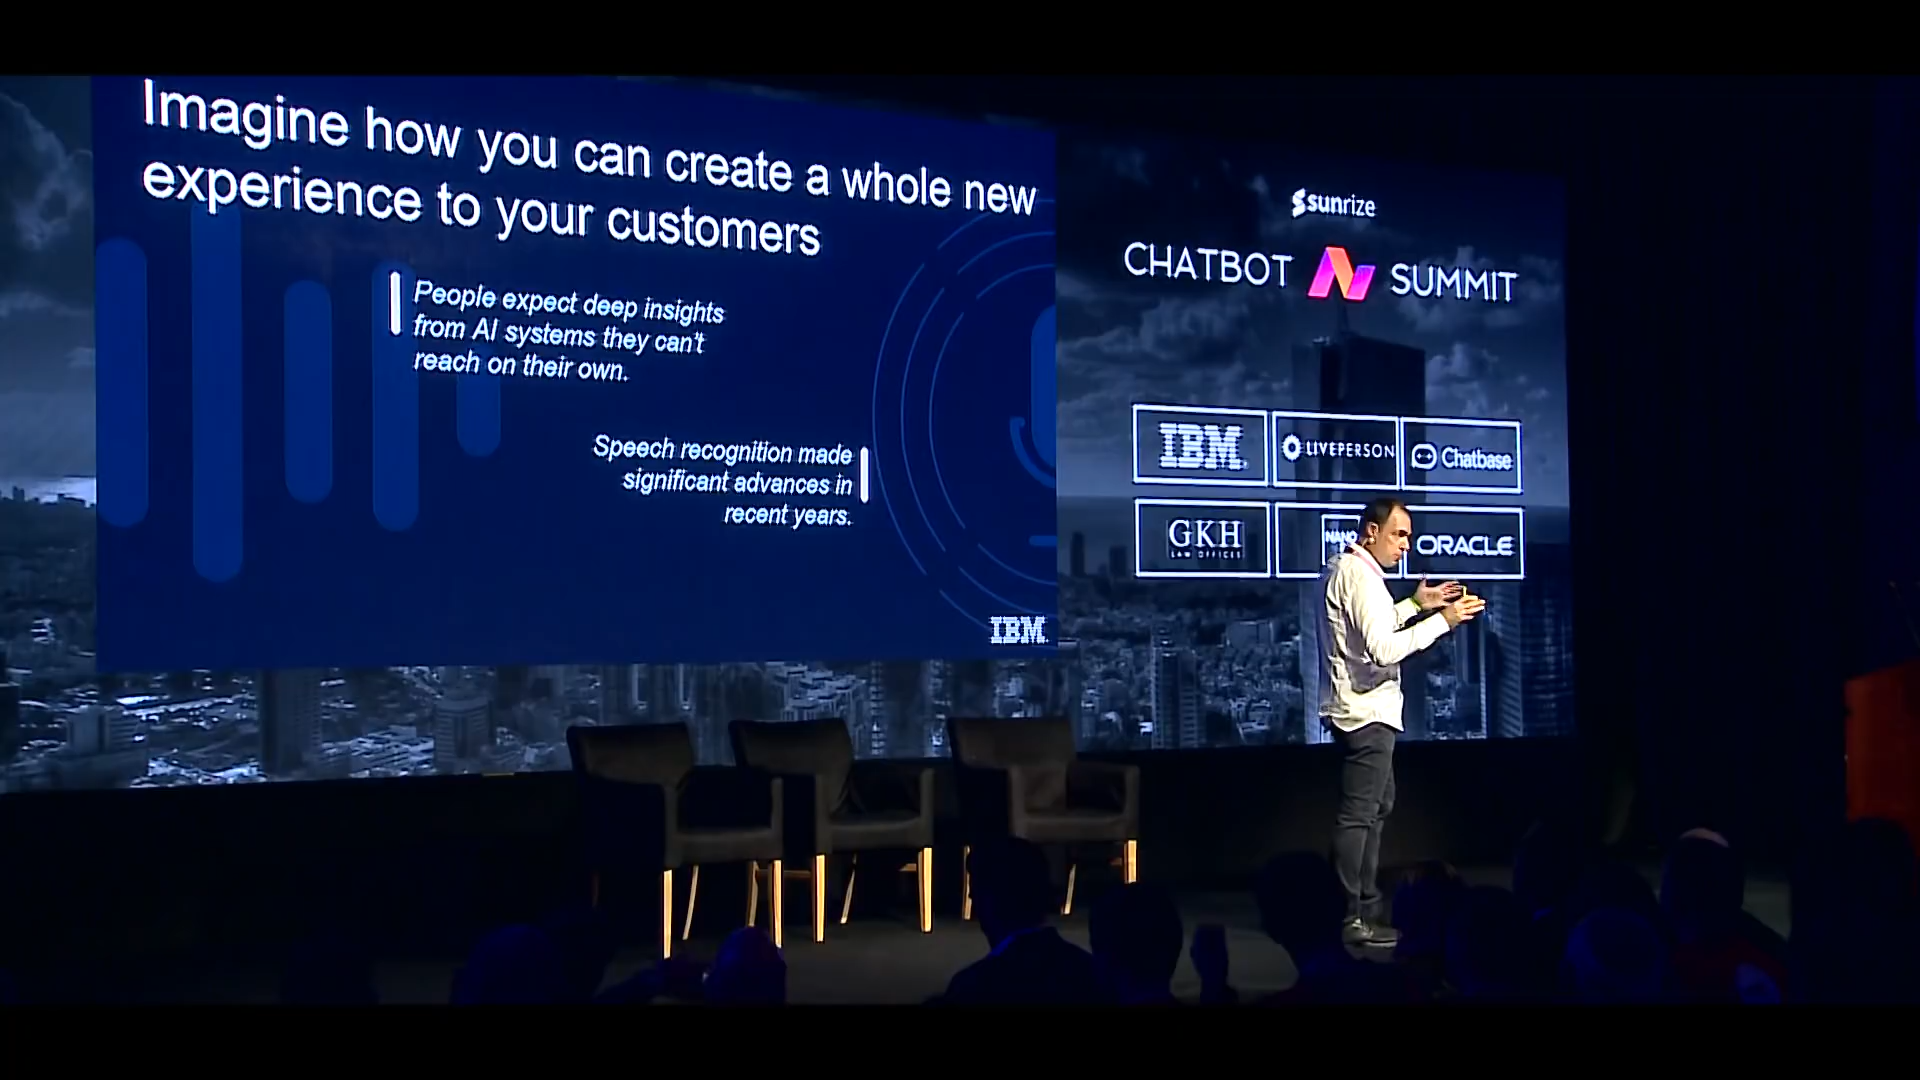 Imagine how you can create a whole new
experience to your customers
People expect deep insights
from AI systems they can't
reach on their own.
Speech recognition made
significant advances in
recent years.
IBM
sunrize
CHATBOT N SUMMIT
IBM
LIVEPERSON
Chatbase
GKH
LAW OFFICES
NANO
ORACLE